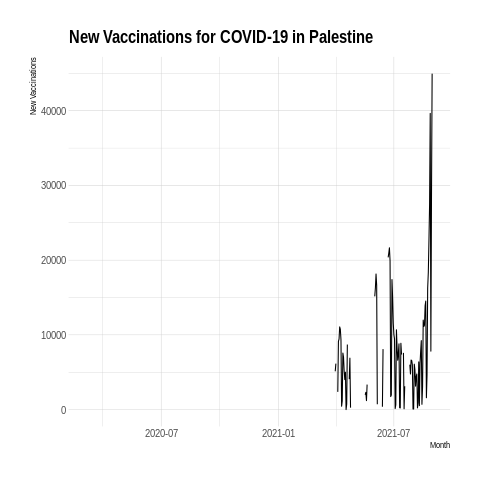 New Vaccinations for COVID-19 in Palestine
New Vaccinations
40000
30000
20000
10000
0
2020-07 2021-01 2021-07
Month